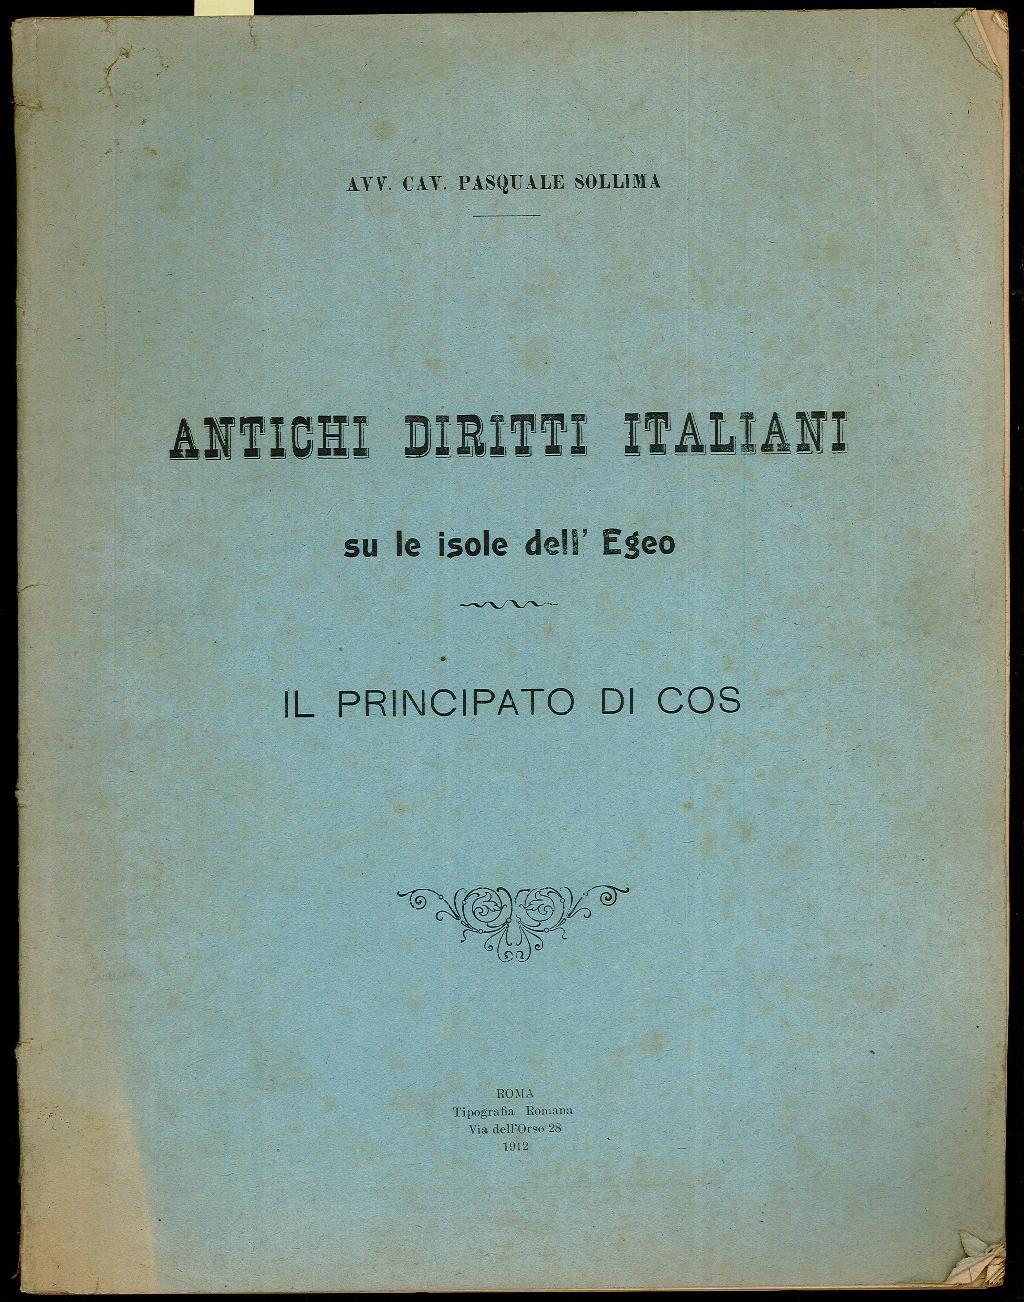 AVV. CAV. PASQUALE SOLLIMA
ANTICHI DIRITTI ITALIANI
su le isole dell' Egeo
IL PRINCIPATO DI COS
ROMA
Tipografia Romana
Via dell'Orso 28
1912